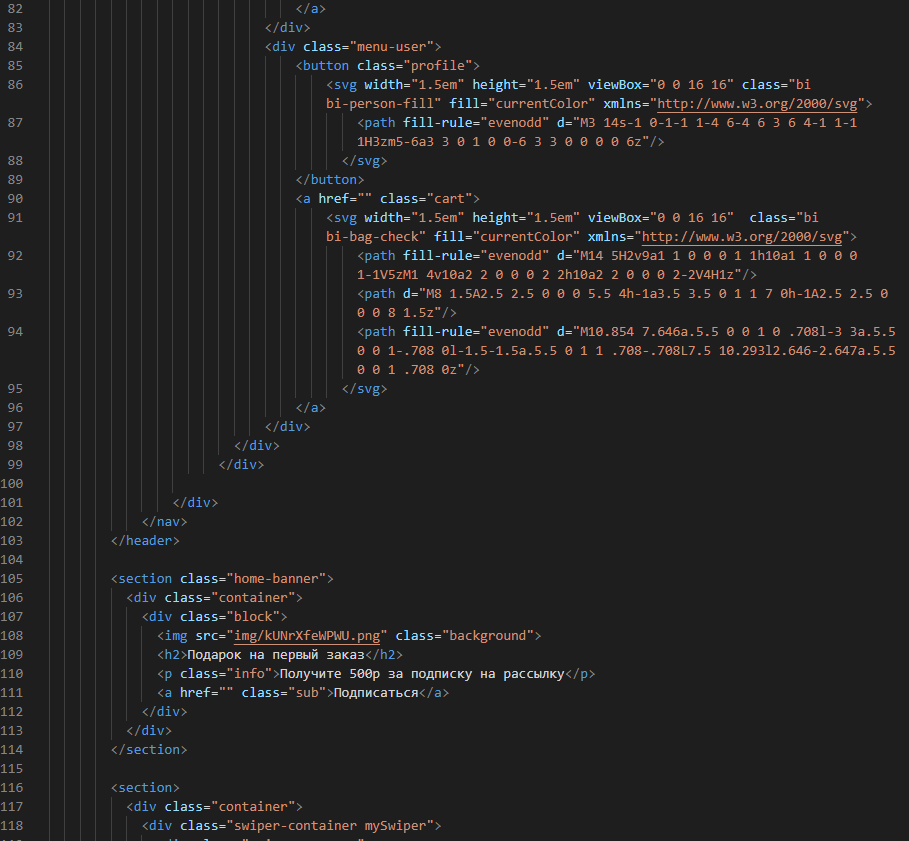 82 </a>
83 </div>
84 <div class="menu-user">
85 <button class="profile">
86 <svg width="1.5em" height="1.5em" viewBox="0 0 16 16" class="bi
bi-person-fill" fill="currentColor" xmlns="http://www.w3.org/2000/svg">
87 <path fill-rule="evenodd" d="M3 14s-1 0-1-1 1-4 6-4 6 3 6 4-1 1-1
1H3zm5-6a3 3 0 1 0 0-6 3 3 0 0 0 0 6z"/>
88 </svg>
89 </button>
90 <a href="" class="cart">
91 <svg width="1.5em" height="1.5em" viewBox="0 0 16 16"  class="bi
bi-bag-check" fill="currentColor" xmlns="http://www.w3.org/2000/svg">
92 <path fill-rule="evenodd" d="M14 5H2v9a1 1 0 0 0 1 1h10a1 1 0 0 0
1-1V5zM1 4v10a2 2 0 0 0 2 2h10a2 2 0 0 0 2-2V4H1z"/>
93 <path d="M8 1.5A2.5 2.5 0 0 0 5.5 4h-1a3.5 3.5 0 1 1 7 0h-1A2.5 2.5 0
0 0 8 1.5z"/>
94 <path fill-rule="evenodd" d="M10.854 7.646a.5.5 0 0 1 0 .708l-3 3a.5.5
0 0 1-.708 0l-1.5-1.5a.5.5 0 1 1 .708-.708L7.5 10.293l2.646-2.647a.5.5
0 0 1 .708 0z"/>
95 </svg>
96 </a>
97 </div>
98 </div>
99 </div>
100
101 </div>
102 </nav>
103 </header>
104
105 <section class="home-banner">
106 <div class="container">
107 <div class="block">
108 <img src="img/kUNrXfeWPWU.png" class="background">
109 <h2>Подарок на первый заказ</h2>
110 <p class="info">Получите 500р за подписку на рассылку</p>
111 <a href="" class="sub">Подписаться</a>
112 </div>
113 </div>
114 </section>
115
116 <section>
117 <div class="container">
118 <div class="swiper-container mySwiper">